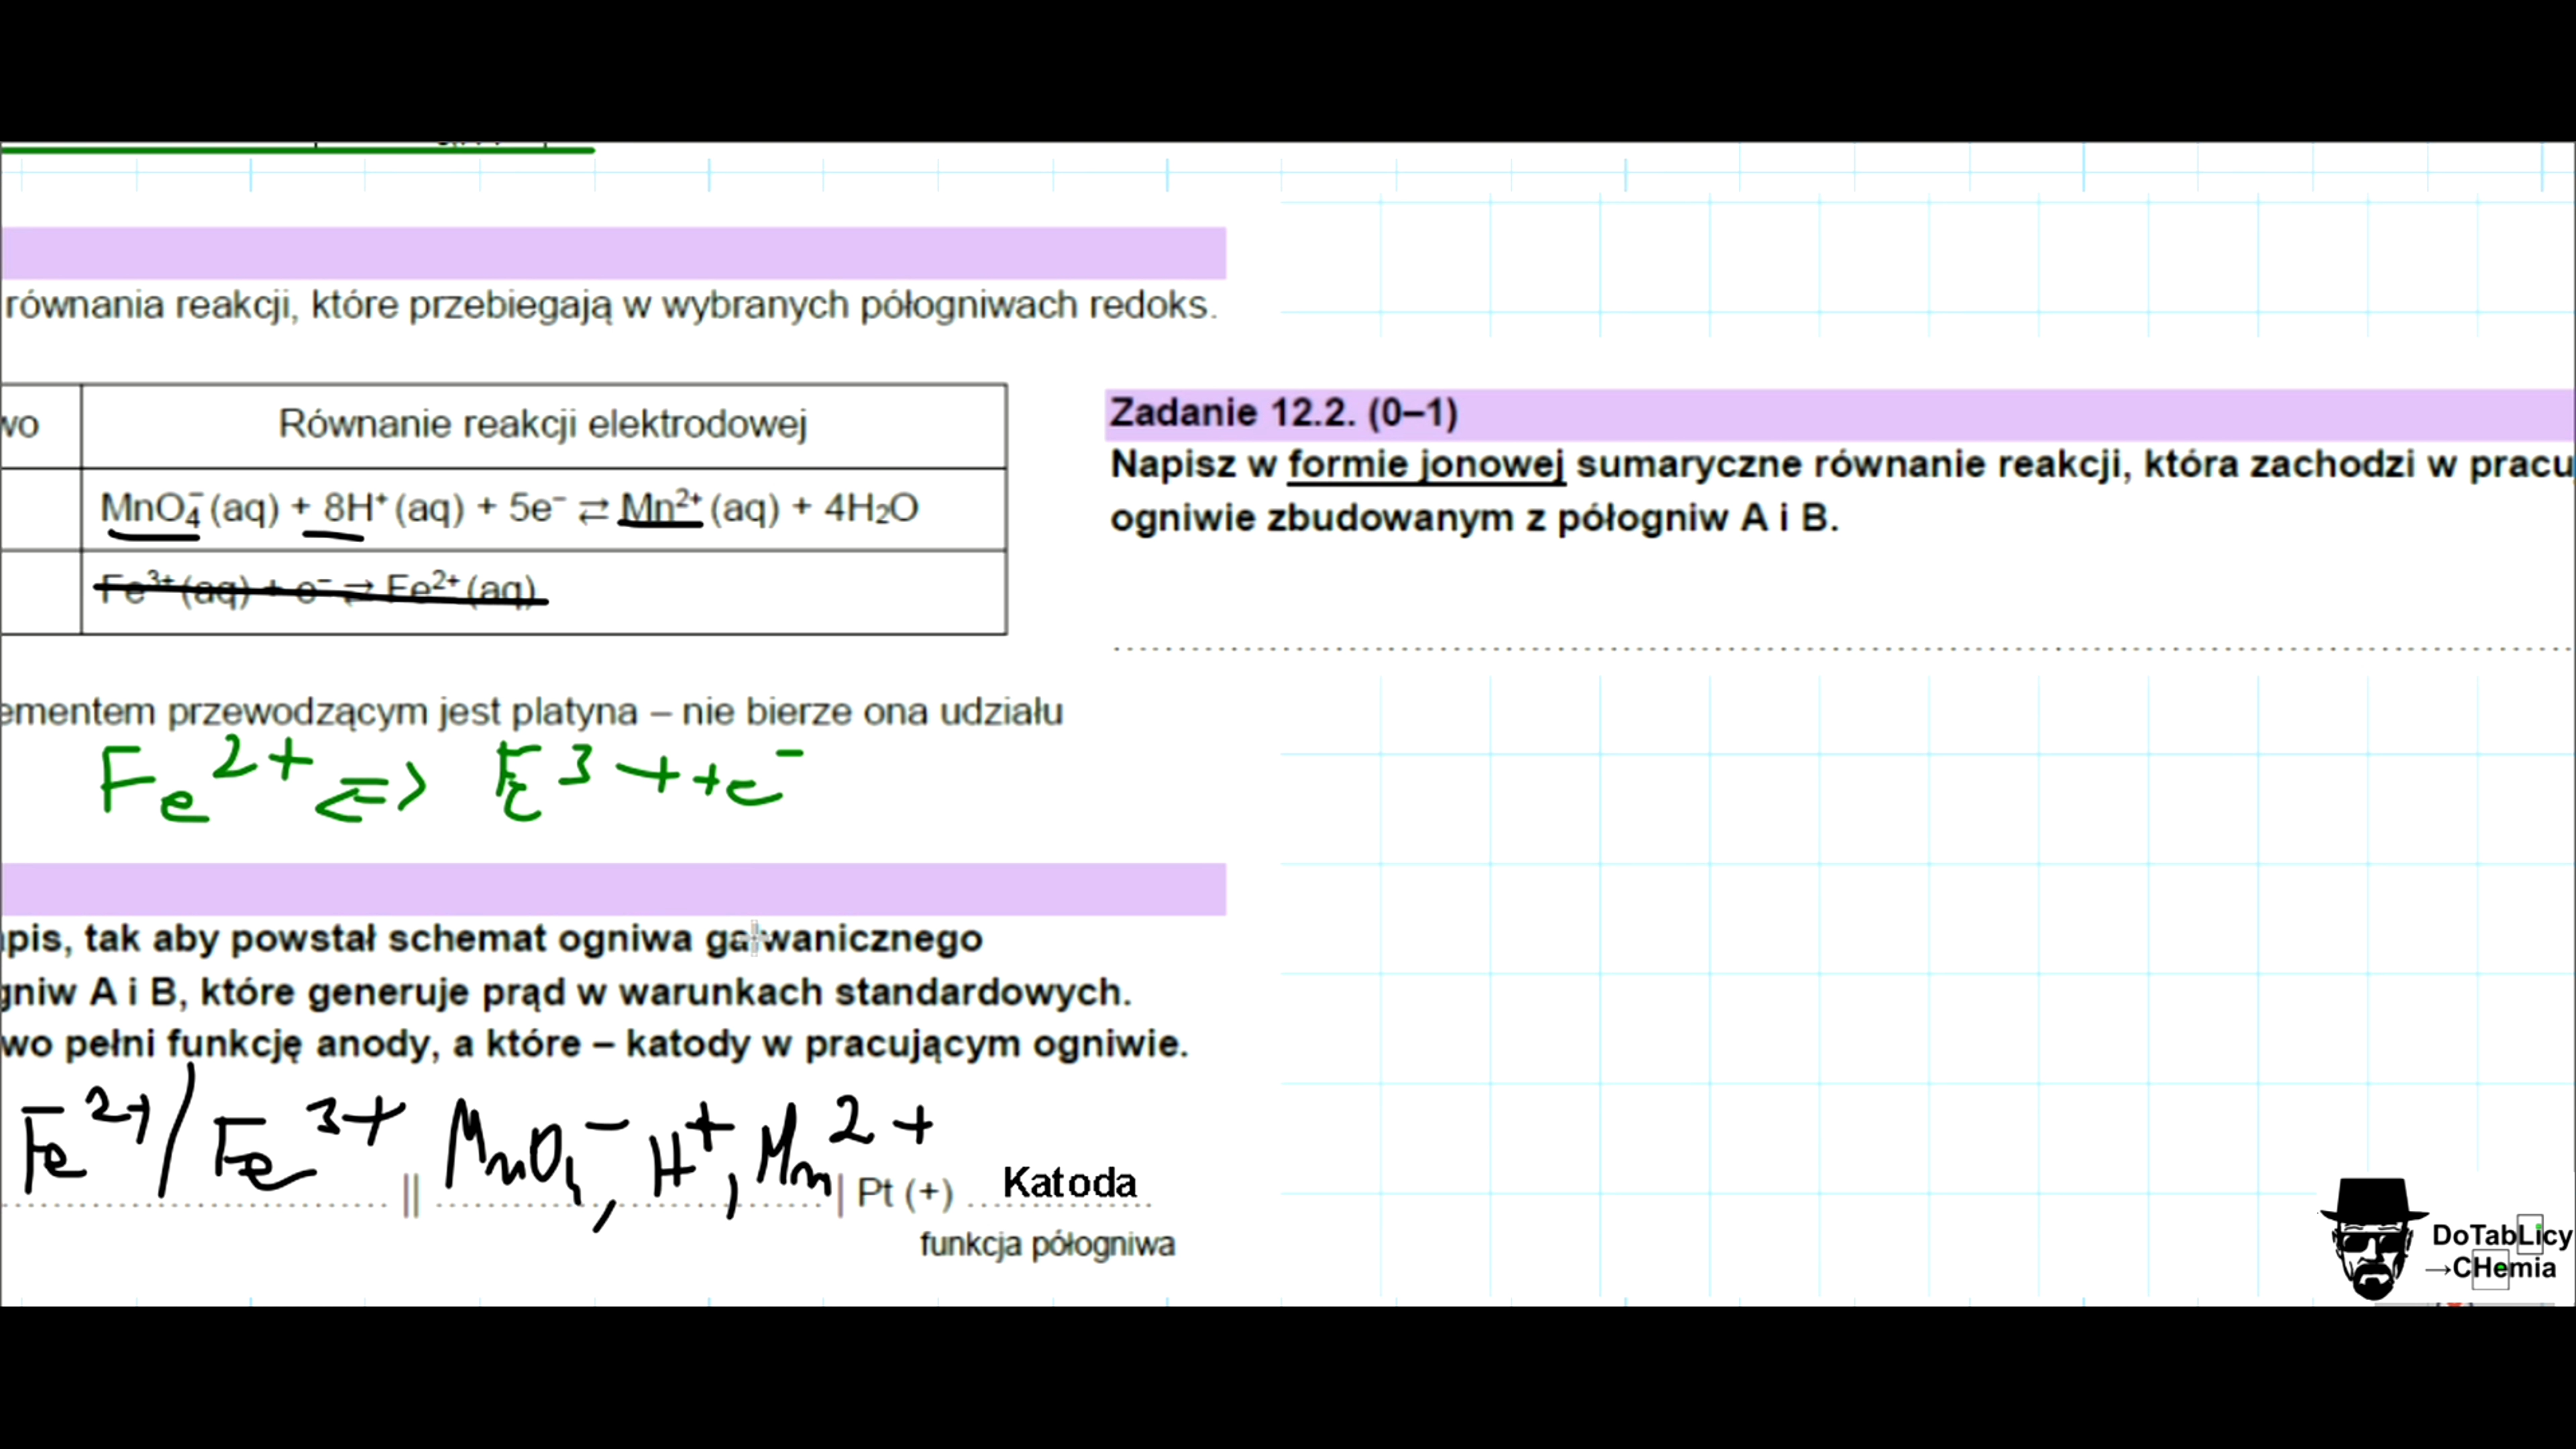 równania reakcji, które przebiegają w wybranych półogniwach redoks.
wo Równanie reakcji elektrodowej
MnO₄⁻ (aq) + 8H⁺ (aq) + 5e⁻ ⇄ Mn²⁺ (aq) + 4H₂O
Fe³⁺ (aq) + e⁻ ⇄ Fe²⁺ (aq)
ementem przewodzącym jest platyna – nie bierze ona udziału
Fe²⁺ ⇄ Fe³⁺ + e⁻
pis, tak aby powstał schemat ogniwa galwanicznego
gniw A i B, które generuje prąd w warunkach standardowych.
wo pełni funkcję anody, a które – katody w pracującym ogniwie.
Fe²⁺ / Fe³⁺ || MnO₄⁻, H⁺, Mn²⁺ | Pt (+) Katoda
funkcja półogniwa
Zadanie 12.2. (0–1)
Napisz w formie jonowej sumaryczne równanie reakcji, która zachodzi w pracu
ogniwie zbudowanym z półogniw A i B.
DoTabLicy
→CHemia